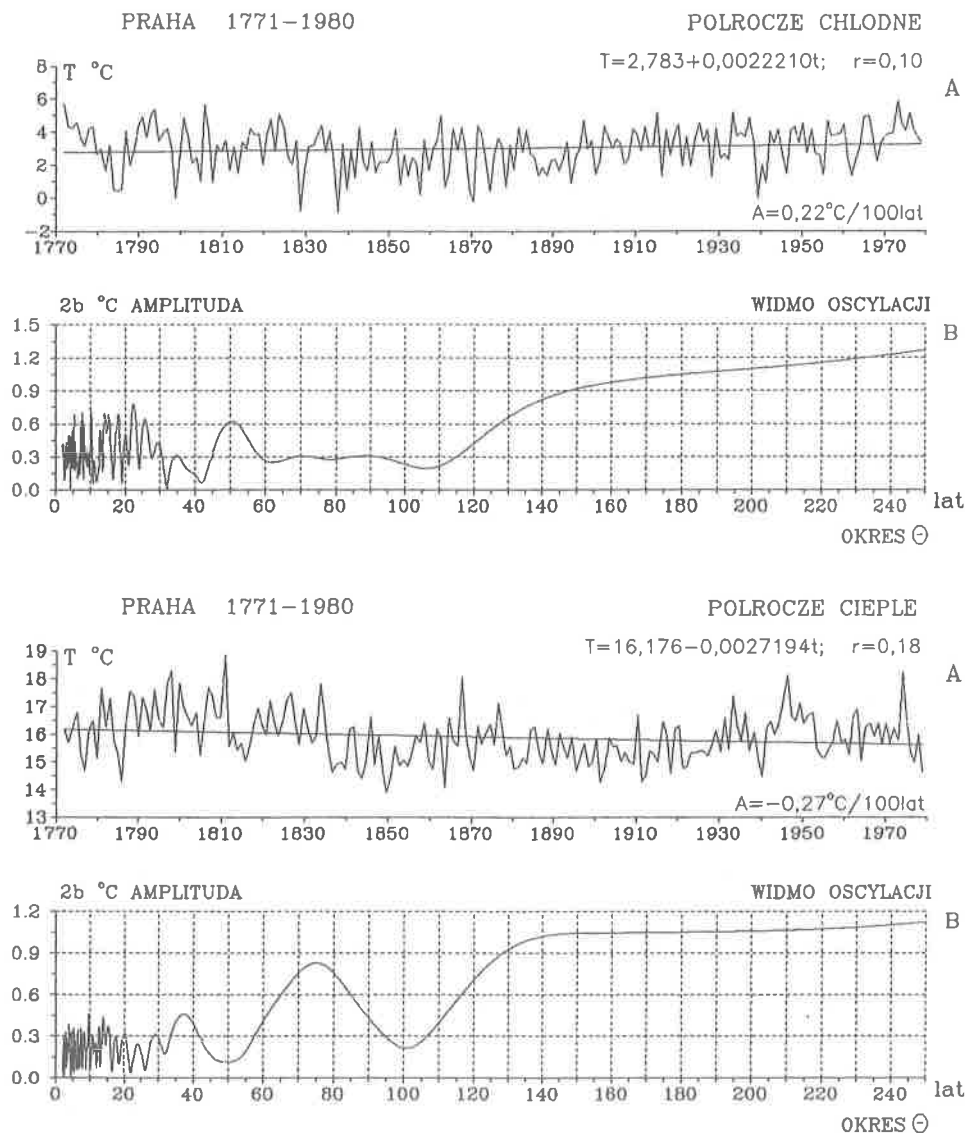 PRAHA 1771-1980 POLROCZE CHLODNE
T=2,783+0,0022210t; r=0,10
T °C
A
8
6
4
2
0
-2
A=0,22°C/100lat
1770 1790 1810 1830 1850 1870 1890 1910 1930 1950 1970
2b °C AMPLITUDA WIDMO OSCYLACJI
B
1.5
1.2
0.9
0.6
0.3
0.0
0 20 40 60 80 100 120 140 160 180 200 220 240 lat
OKRES Θ
PRAHA 1771-1980 POLROCZE CIEPLE
T=16,176-0,0027194t; r=0,18
T °C
A
19
18
17
16
15
14
13
A=-0,27°C/100lat
1770 1790 1810 1830 1850 1870 1890 1910 1930 1950 1970
2b °C AMPLITUDA WIDMO OSCYLACJI
B
1.2
0.9
0.6
0.3
0.0
0 20 40 60 80 100 120 140 160 180 200 220 240 lat
OKRES Θ